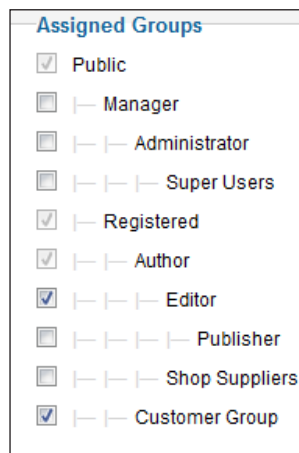 Assigned Groups
Public
|— Manager
|— |— Administrator
|— |— |— Super Users
|— Registered
|— |— Author
|— |— |— Editor
|— |— |— |— Publisher
|— |— |— Shop Suppliers
|— |— Customer Group